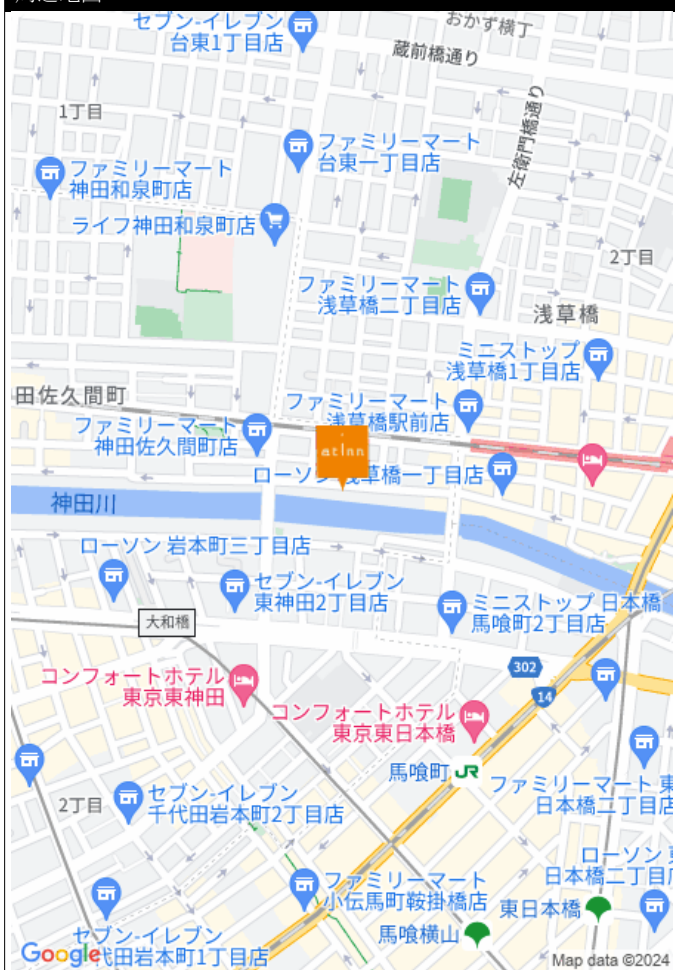 セブン-イレブン
台東1丁目店
おかず横丁
蔵前橋通り
1丁目
左衛門橋通り
ファミリーマート
台東一丁目店
ファミリーマート
神田和泉町店
ライフ神田和泉町店
2丁目
ファミリーマート
浅草橋二丁目店
浅草橋
ミニストップ
浅草橋1丁目店
田佐久間町
ファミリーマート
浅草橋駅前店
ファミリーマート
神田佐久間町店
at Inn
ローソン 浅草橋一丁目店
神田川
ローソン 岩本町三丁目店
セブン-イレブン
東神田2丁目店
ミニストップ 日本橋
馬喰町2丁目店
大和橋
302
14
コンフォートホテル
東京東神田
コンフォートホテル
東京東日本橋
馬喰町
JR
ファミリーマート 東
日本橋二丁目店
2丁目
セブン-イレブン
千代田岩本町2丁目店
ローソン
日本橋二丁目
ファミリーマート
小伝馬町鞍掛橋店
東日本橋
馬喰横山
セブン-イレブン
代田岩本町1丁目店
Google
Map data ©2024